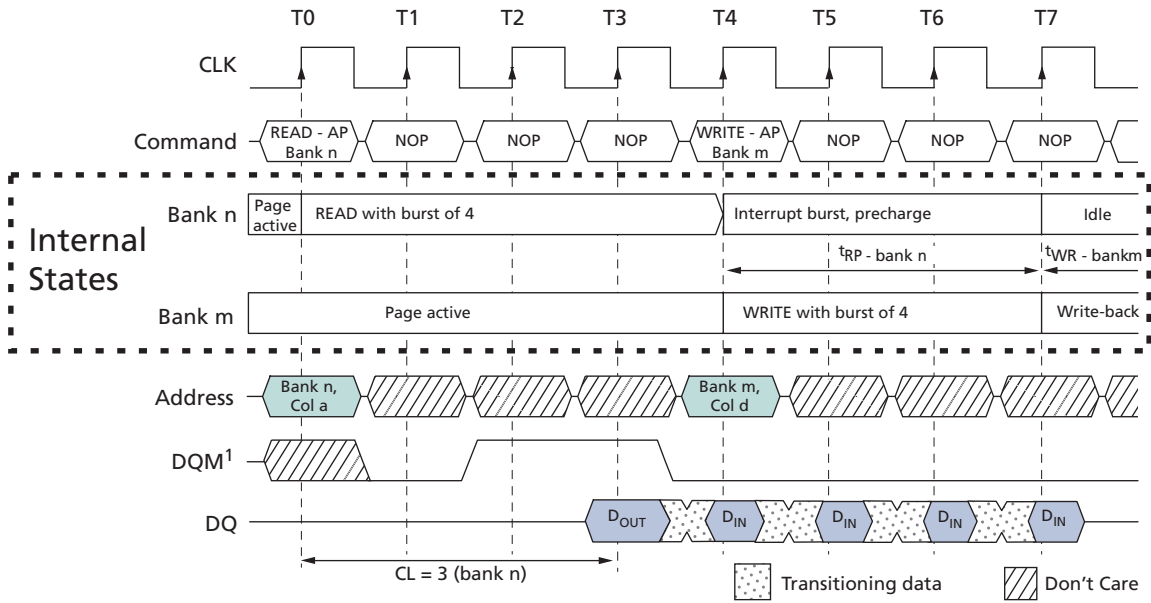 T0 T1 T2 T3 T4 T5 T6 T7
CLK
Command
READ - AP
Bank n
NOP
NOP
NOP
WRITE - AP
Bank m
NOP
NOP
NOP
Internal
States
Bank n
Page
active
READ with burst of 4
Interrupt burst, precharge
Idle
tRP - bank n
tWR - bankm
Bank m
Page active
WRITE with burst of 4
Write-back
Address
Bank n,
Col a
Bank m,
Col d
DQM1
DQ
DOUT
DIN
DIN
DIN
DIN
CL = 3 (bank n)
Transitioning data
Don't Care